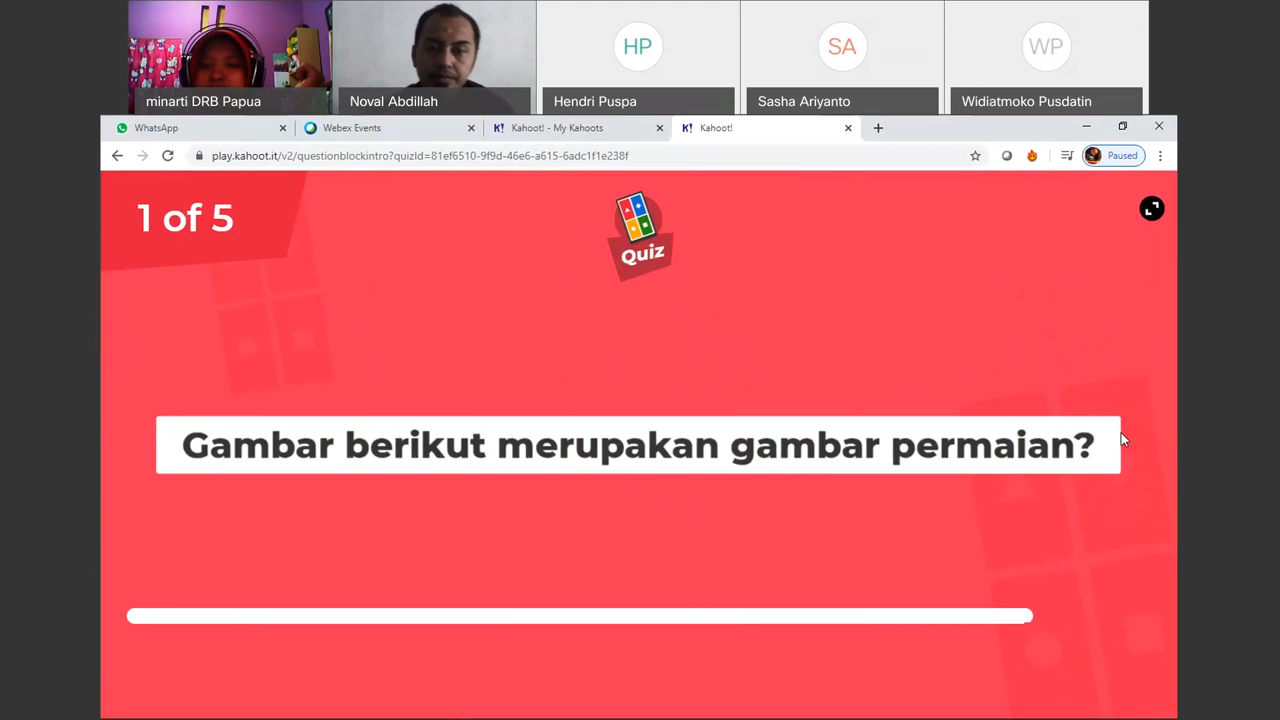 HP
SA
WP
minarti DRB Papua
Noval Abdillah
Hendri Puspa
Sasha Ariyanto
Widiatmoko Pusdatin
WhatsApp
Webex Events
K! Kahoot! - My Kahoots
K! Kahoot!
play.kahoot.it/v2/questionblockintro?quizId=81ef6510-9f9d-46e6-a615-6adc1f1e238f
Paused
1 of 5
Quiz
Gambar berikut merupakan gambar permaian?